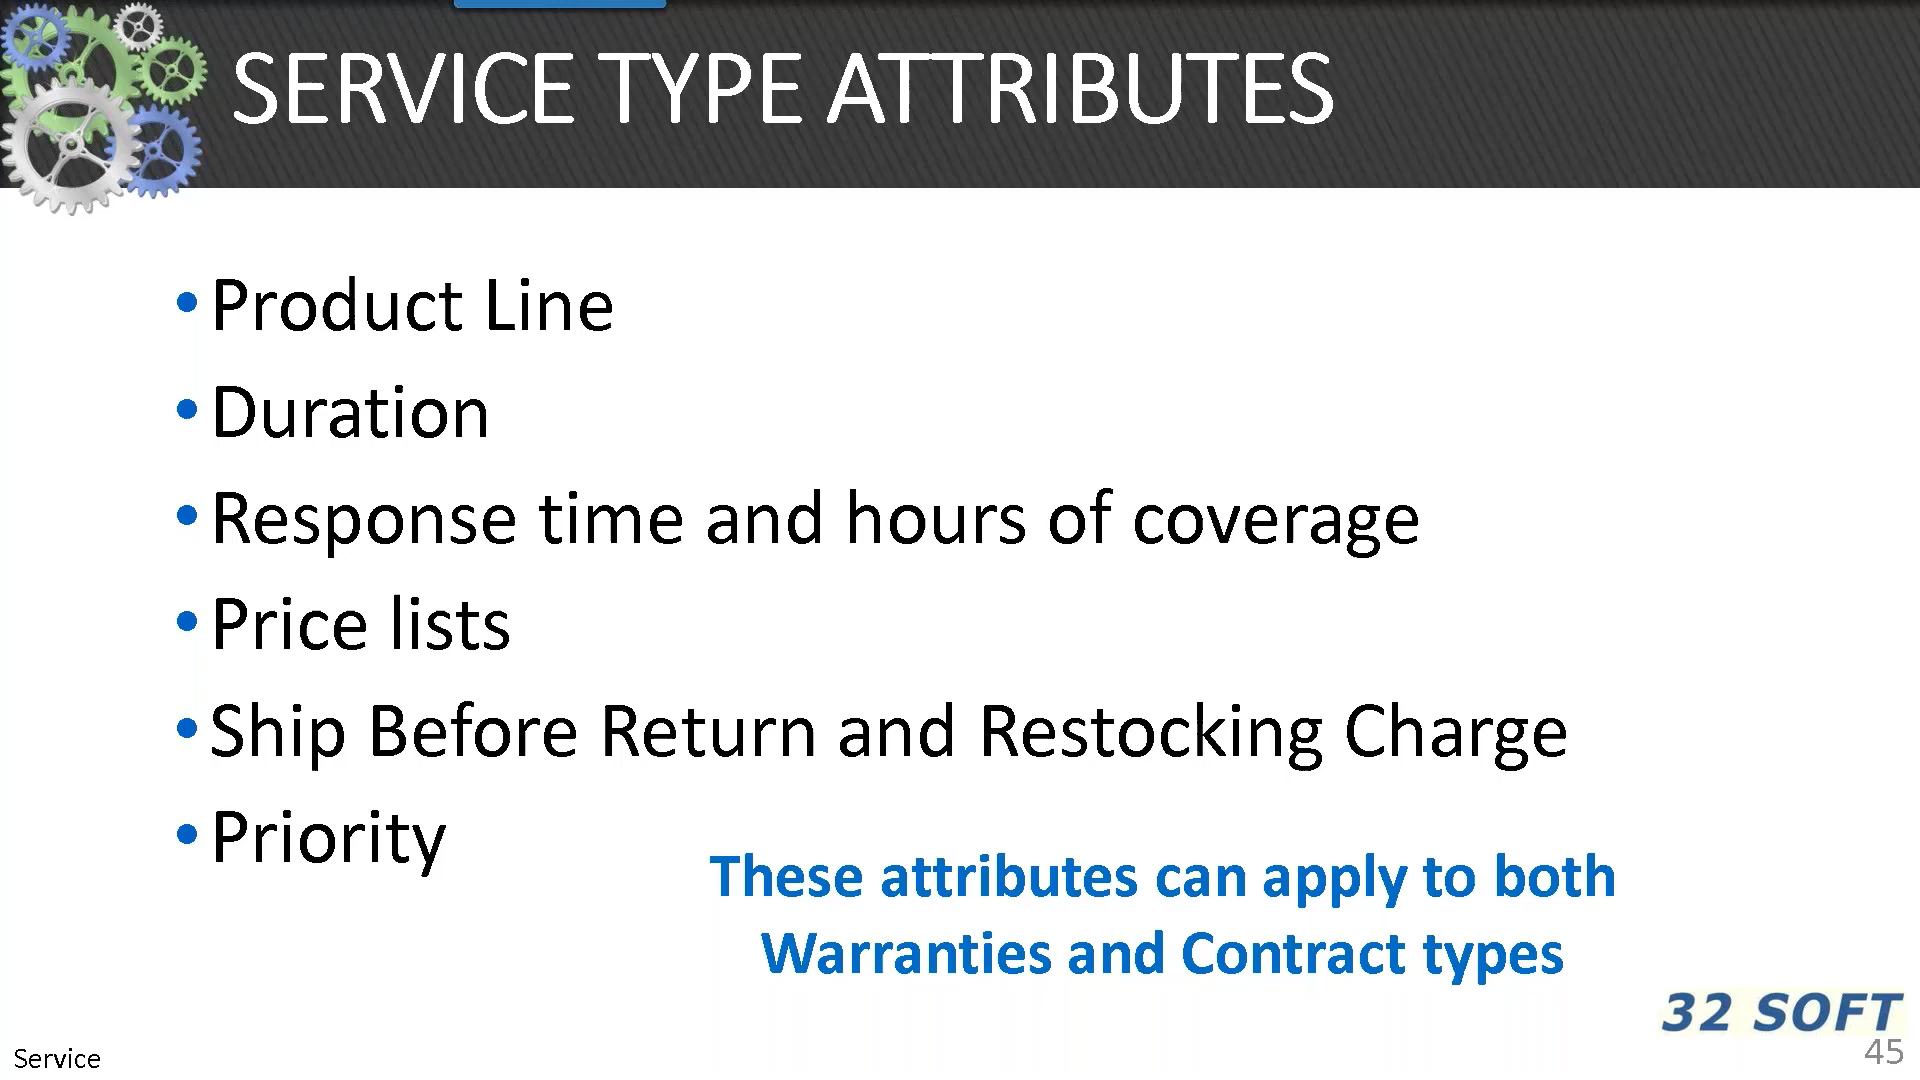 SERVICE TYPE ATTRIBUTES
•Product Line
•Duration
•Response time and hours of coverage
•Price lists
•Ship Before Return and Restocking Charge
•Priority
These attributes can apply to both
Warranties and Contract types
32 SOFT
Service
45